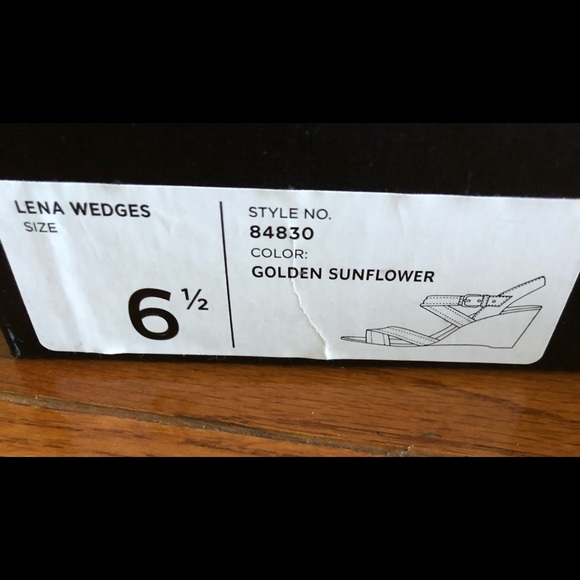 LENA WEDGES
SIZE
6 ½
STYLE NO.
84830
COLOR:
GOLDEN SUNFLOWER